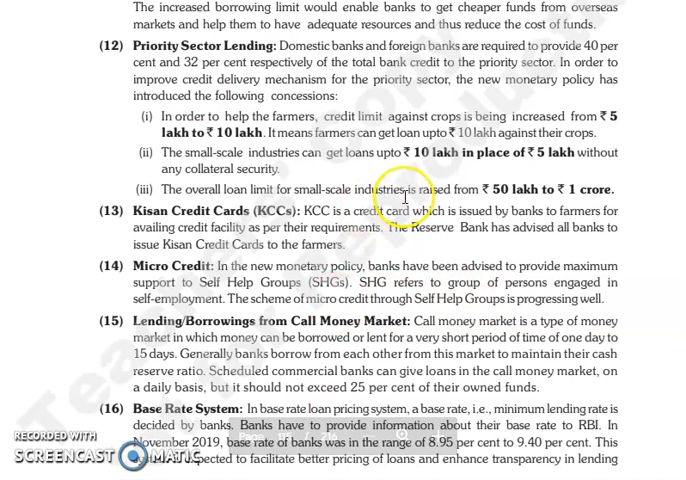 The increased borrowing limit would enable banks to get cheaper funds from overseas
markets and help them to have adequate resources and thus reduce the cost of funds.
(12) Priority Sector Lending: Domestic banks and foreign banks are required to provide 40 per
cent and 32 per cent respectively of the total bank credit to the priority sector. In order to
improve credit delivery mechanism for the priority sector, the new monetary policy has
introduced the following concessions:
(i) In order to help the farmers, credit limit against crops is being increased from ₹ 5
lakh to ₹ 10 lakh. It means farmers can get loan upto ₹ 10 lakh against their crops.
(ii) The small-scale industries can get loans upto ₹ 10 lakh in place of ₹ 5 lakh without
any collateral security.
(iii) The overall loan limit for small-scale industries is raised from ₹ 50 lakh to ₹ 1 crore.
(13) Kisan Credit Cards (KCCs): KCC is a credit card which is issued by banks to farmers for
availing credit facility as per their requirements. The Reserve Bank has advised all banks to
issue Kisan Credit Cards to the farmers.
(14) Micro Credit: In the new monetary policy, banks have been advised to provide maximum
support to Self Help Groups (SHGs). SHG refers to group of persons engaged in
self-employment. The scheme of micro credit through Self Help Groups is progressing well.
(15) Lending/Borrowings from Call Money Market: Call money market is a type of money
market in which money can be borrowed or lent for a very short period of time of one day to
15 days. Generally banks borrow from each other from this market to maintain their cash
reserve ratio. Scheduled commercial banks can give loans in the call money market, on
a daily basis, but it should not exceed 25 per cent of their owned funds.
(16) Base Rate System: In base rate loan pricing system, a base rate, i.e., minimum lending rate is
decided by banks. Banks have to provide information about their base rate to RBI. In
November 2019, base rate of banks was in the range of 8.95 per cent to 9.40 per cent. This
expected to facilitate better pricing of loans and enhance transparency in lending
Teachers' Copy
for Reproduction
Page
RECORDED WITH
SCREENCAST MATIC